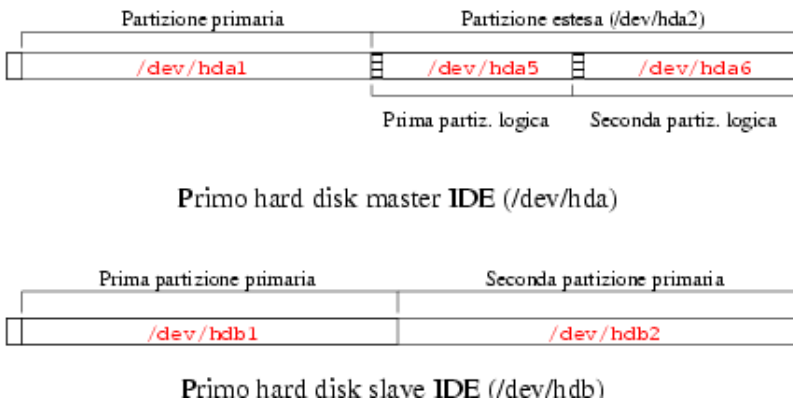 Partizione primaria Partizione estesa (/dev/hda2)
/dev/hda1 /dev/hda5 /dev/hda6
Prima partiz. logica Seconda partiz. logica
Primo hard disk master IDE (/dev/hda)
Prima partizione primaria Seconda partizione primaria
/dev/hdb1 /dev/hdb2
Primo hard disk slave IDE (/dev/hdb)